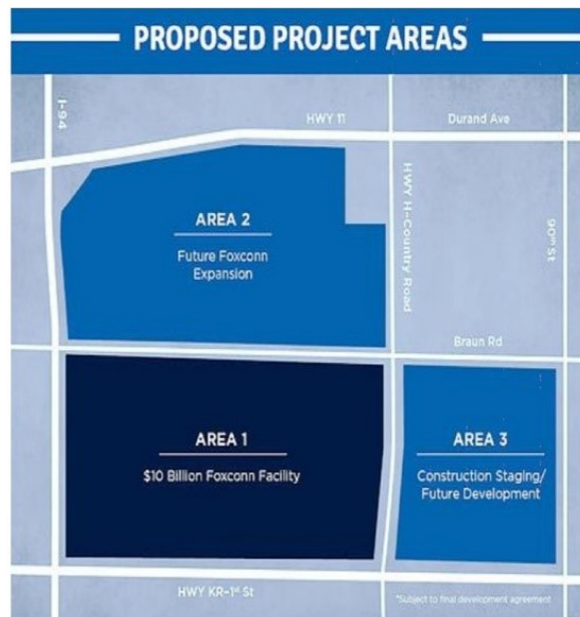 PROPOSED PROJECT AREAS
I-94
HWY 11
Durand Ave
AREA 2
Future Foxconn
Expansion
HWY H-Country Road
90th St
Braun Rd
AREA 1
$10 Billion Foxconn Facility
AREA 3
Construction Staging/
Future Development
HWY KR-1st St
*Subject to final development agreement